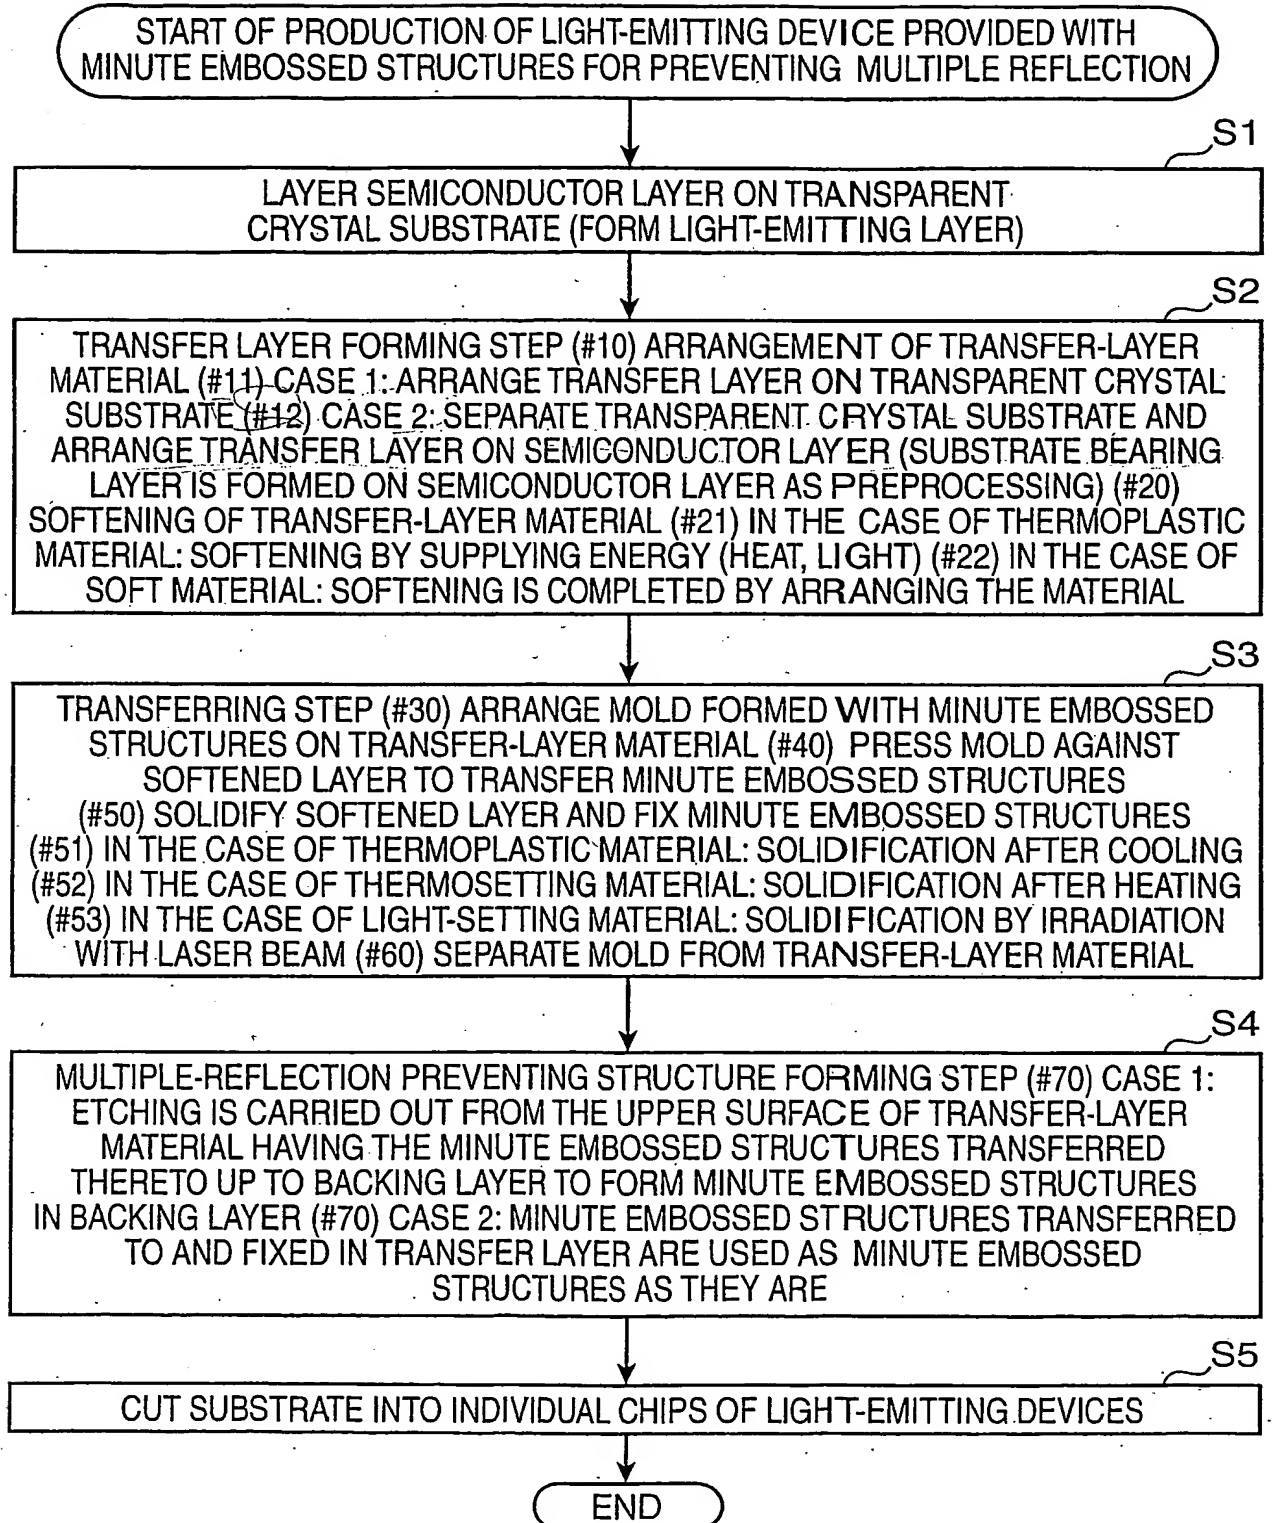 START OF PRODUCTION OF LIGHT-EMITTING DEVICE PROVIDED WITH
MINUTE EMBOSSED STRUCTURES FOR PREVENTING MULTIPLE REFLECTION
S1
LAYER SEMICONDUCTOR LAYER ON TRANSPARENT
CRYSTAL SUBSTRATE (FORM LIGHT-EMITTING LAYER)
S2
TRANSFER LAYER FORMING STEP (#10) ARRANGEMENT OF TRANSFER-LAYER
MATERIAL (#11) CASE 1: ARRANGE TRANSFER LAYER ON TRANSPARENT CRYSTAL
SUBSTRATE (#12) CASE 2: SEPARATE TRANSPARENT CRYSTAL SUBSTRATE AND
ARRANGE TRANSFER LAYER ON SEMICONDUCTOR LAYER (SUBSTRATE BEARING
LAYER IS FORMED ON SEMICONDUCTOR LAYER AS PREPROCESSING) (#20)
SOFTENING OF TRANSFER-LAYER MATERIAL (#21) IN THE CASE OF THERMOPLASTIC
MATERIAL: SOFTENING BY SUPPLYING ENERGY (HEAT, LIGHT) (#22) IN THE CASE OF
SOFT MATERIAL: SOFTENING IS COMPLETED BY ARRANGING THE MATERIAL
S3
TRANSFERRING STEP (#30) ARRANGE MOLD FORMED WITH MINUTE EMBOSSED
STRUCTURES ON TRANSFER-LAYER MATERIAL (#40) PRESS MOLD AGAINST
SOFTENED LAYER TO TRANSFER MINUTE EMBOSSED STRUCTURES
(#50) SOLIDIFY SOFTENED LAYER AND FIX MINUTE EMBOSSED STRUCTURES
(#51) IN THE CASE OF THERMOPLASTIC MATERIAL: SOLIDIFICATION AFTER COOLING
(#52) IN THE CASE OF THERMOSETTING MATERIAL: SOLIDIFICATION AFTER HEATING
(#53) IN THE CASE OF LIGHT-SETTING MATERIAL: SOLIDIFICATION BY IRRADIATION
WITH LASER BEAM (#60) SEPARATE MOLD FROM TRANSFER-LAYER MATERIAL
S4
MULTIPLE-REFLECTION PREVENTING STRUCTURE FORMING STEP (#70) CASE 1:
ETCHING IS CARRIED OUT FROM THE UPPER SURFACE OF TRANSFER-LAYER
MATERIAL HAVING THE MINUTE EMBOSSED STRUCTURES TRANSFERRED
THERETO UP TO BACKING LAYER TO FORM MINUTE EMBOSSED STRUCTURES
IN BACKING LAYER (#70) CASE 2: MINUTE EMBOSSED STRUCTURES TRANSFERRED
TO AND FIXED IN TRANSFER LAYER ARE USED AS MINUTE EMBOSSED
STRUCTURES AS THEY ARE
S5
CUT SUBSTRATE INTO INDIVIDUAL CHIPS OF LIGHT-EMITTING DEVICES
END